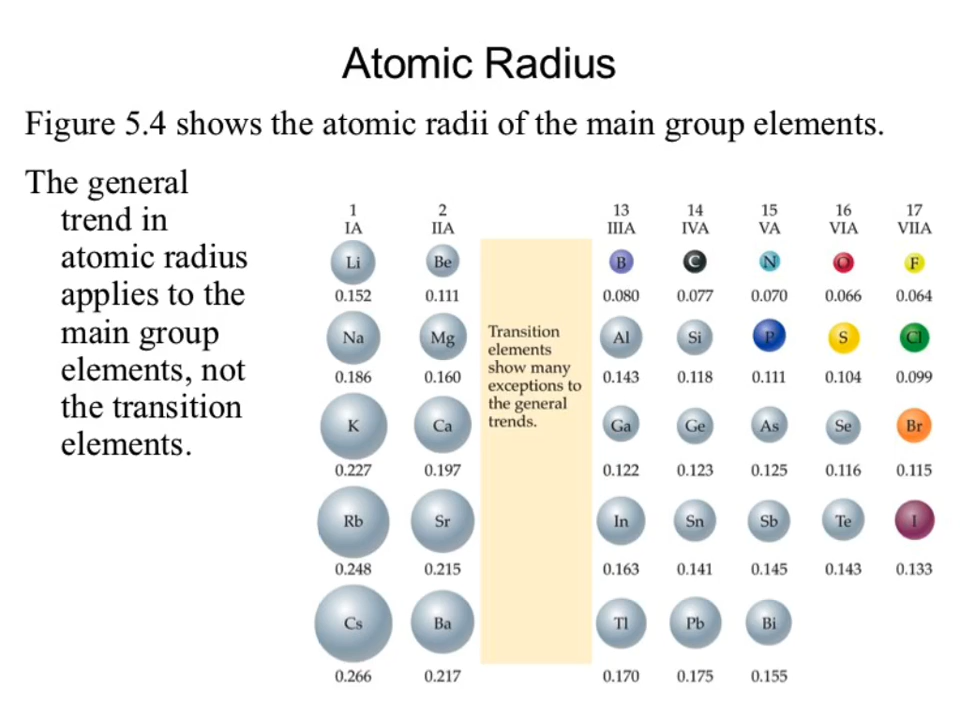 Atomic Radius
Figure 5.4 shows the atomic radii of the main group elements.
The general
trend in
atomic radius
applies to the
main group
elements, not
the transition
elements.
1 2 13 14 15 16 17
IA IIA IIIA IVA VA VIA VIIA
Li Be B C N O F
0.152 0.111 0.080 0.077 0.070 0.066 0.064
Transition
elements
show many
exceptions to
the general
trends.
Na Mg Al Si P S Cl
0.186 0.160 0.143 0.118 0.111 0.104 0.099
K Ca Ga Ge As Se Br
0.227 0.197 0.122 0.123 0.125 0.116 0.115
Rb Sr In Sn Sb Te I
0.248 0.215 0.163 0.141 0.145 0.143 0.133
Cs Ba Tl Pb Bi
0.266 0.217 0.170 0.175 0.155